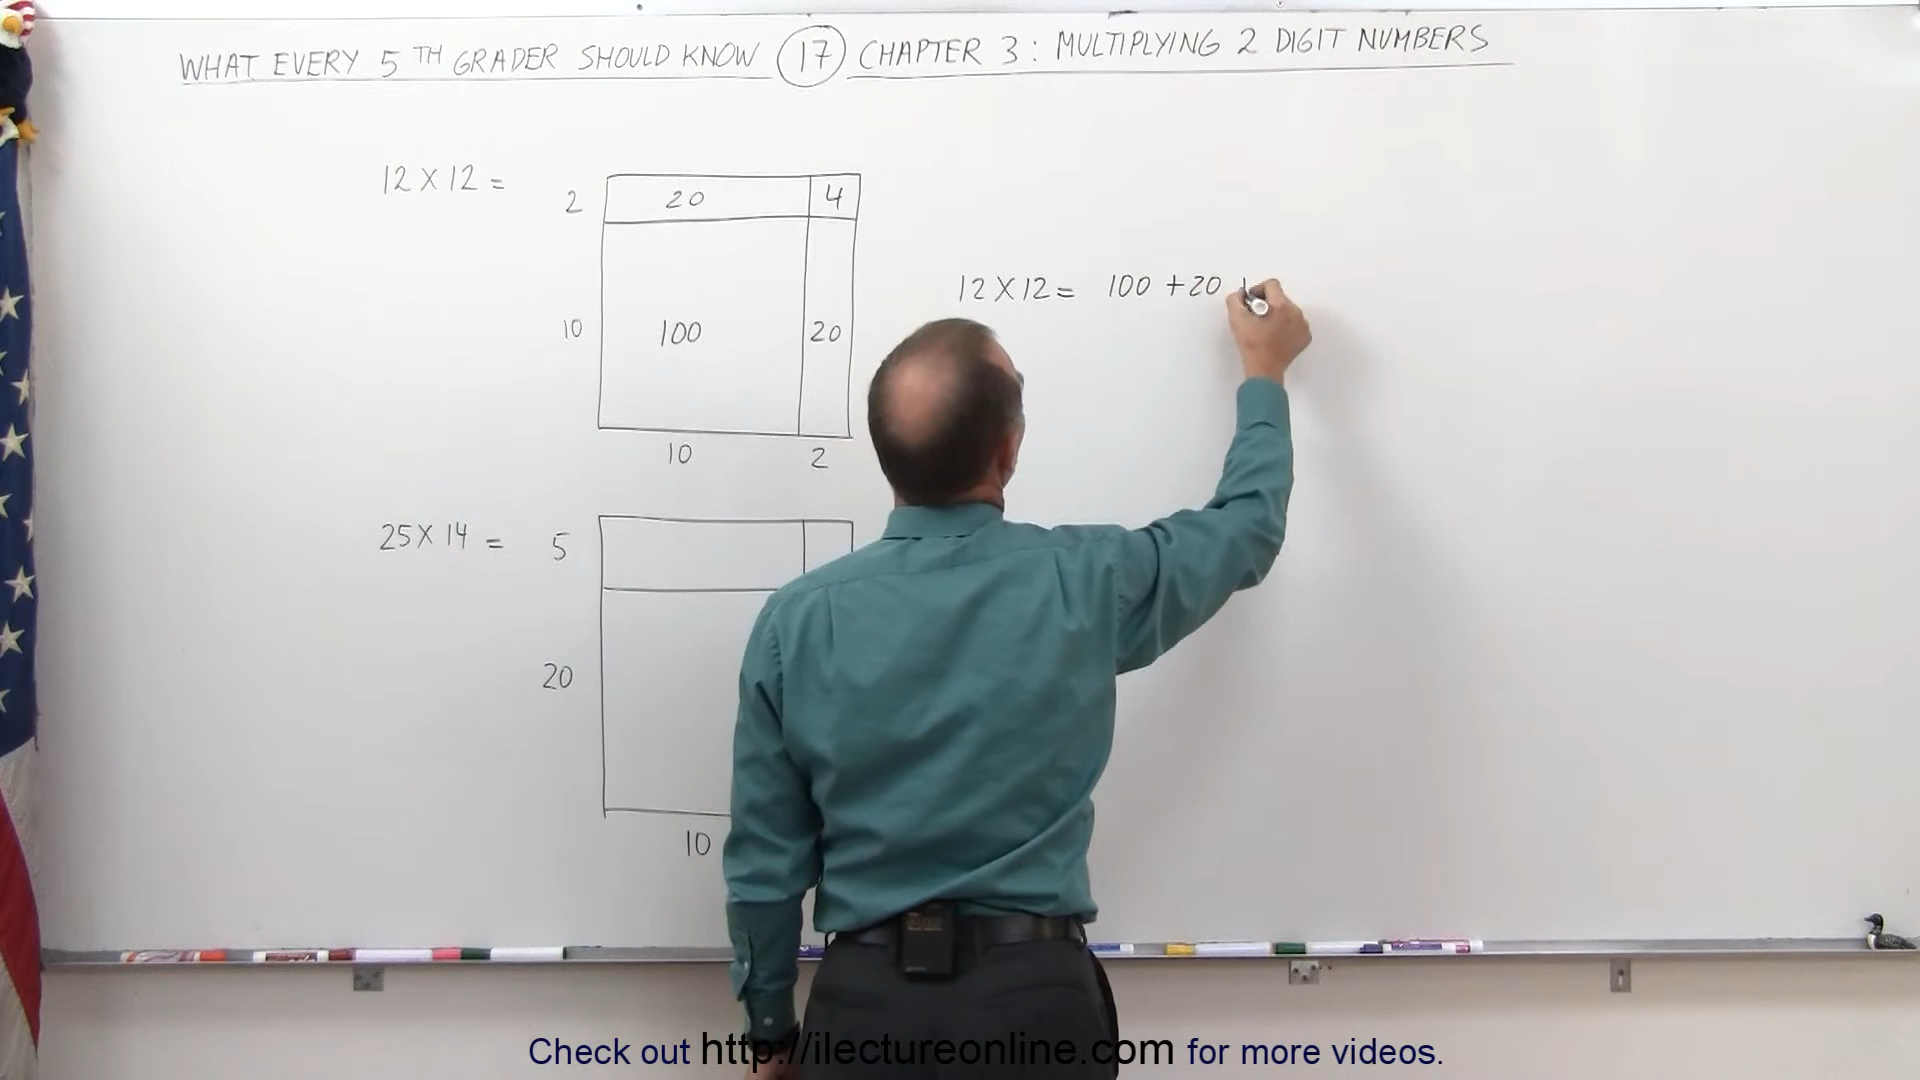 WHAT EVERY 5 TH GRADER SHOULD KNOW 17 CHAPTER 3: MULTIPLYING 2 DIGIT NUMBERS
12 X 12 =
2
20
4
10
100
20
10
2
12 X 12 = 100 + 20
25 X 14 =
5
20
10
Check out http://ilectureonline.com for more videos.